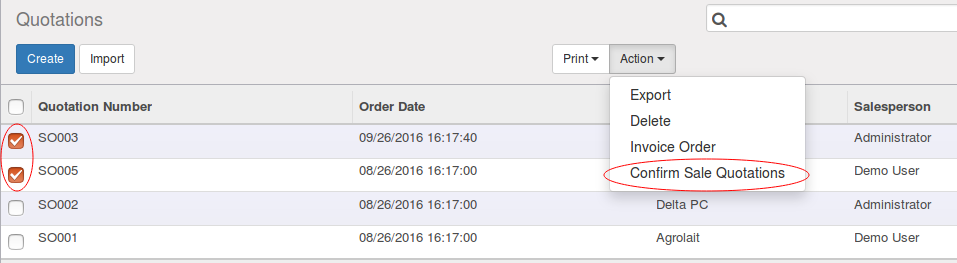 Quotations
Create Import Print Action
Export
Delete
Invoice Order
Confirm Sale Quotations
Quotation Number Order Date Salesperson
SO003 09/26/2016 16:17:40 Administrator
SO005 08/26/2016 16:17:00 Demo User
SO002 08/26/2016 16:17:00 Delta PC Administrator
SO001 08/26/2016 16:17:00 Agrolait Demo User